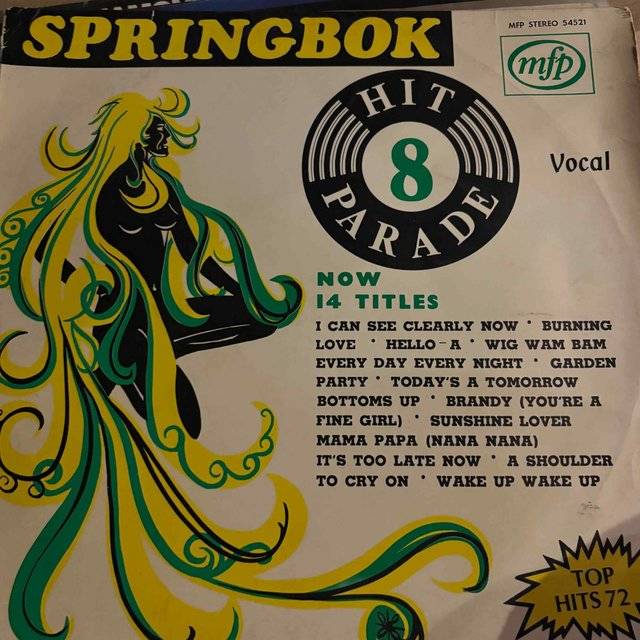 SPRINGBOK
MFP STEREO 54521
mfp
HIT
8
PARADE
Vocal
NOW
14 TITLES
I CAN SEE CLEARLY NOW * BURNING
LOVE * HELLO-A * WIG WAM BAM
EVERY DAY EVERY NIGHT * GARDEN
PARTY * TODAY'S A TOMORROW
BOTTOMS UP * BRANDY (YOU'RE A
FINE GIRL) * SUNSHINE LOVER
MAMA PAPA (NANA NANA)
IT'S TOO LATE NOW * A SHOULDER
TO CRY ON * WAKE UP WAKE UP
TOP
HITS 72